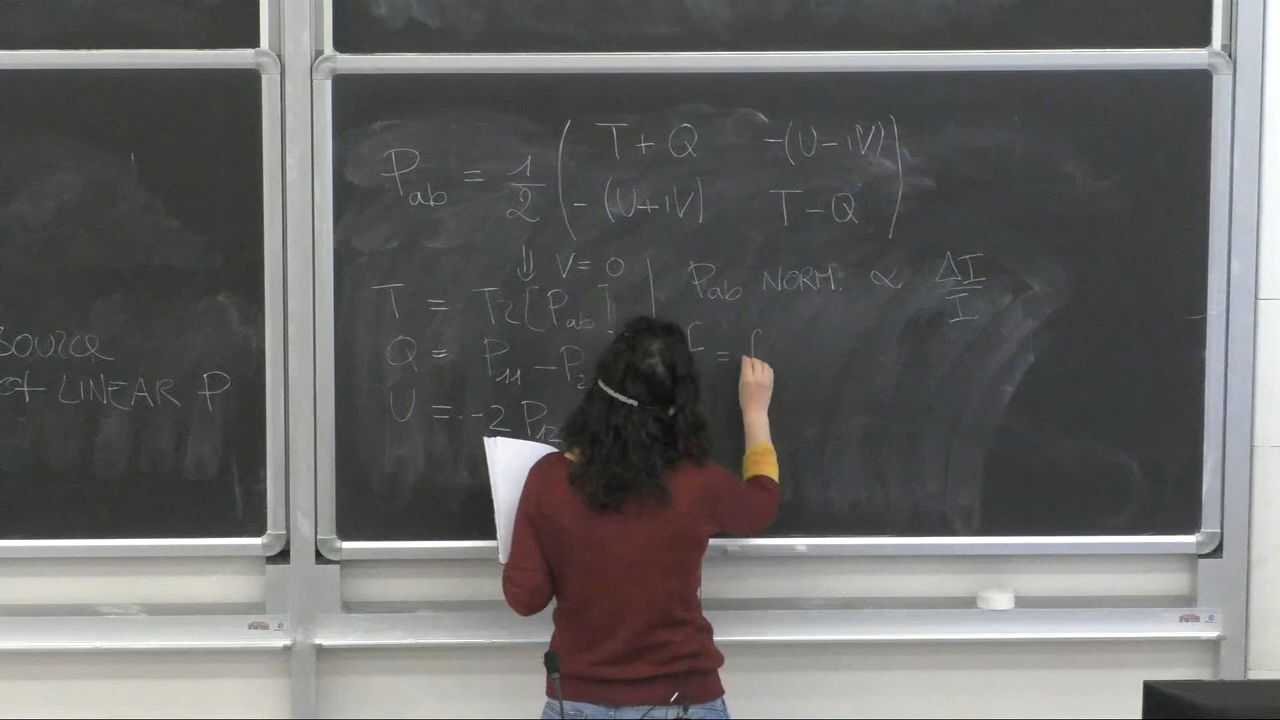 SOURCE
of LINEAR P
P_ab = 1/2 ( T+Q  -(U-iV)
-(U+iV)  T-Q )
⇓ V=0
T = Tr[P_ab]
Q = P_11 - P_2
U = -2 P_12
P_ab NORM. ∝ ΔI/I
=